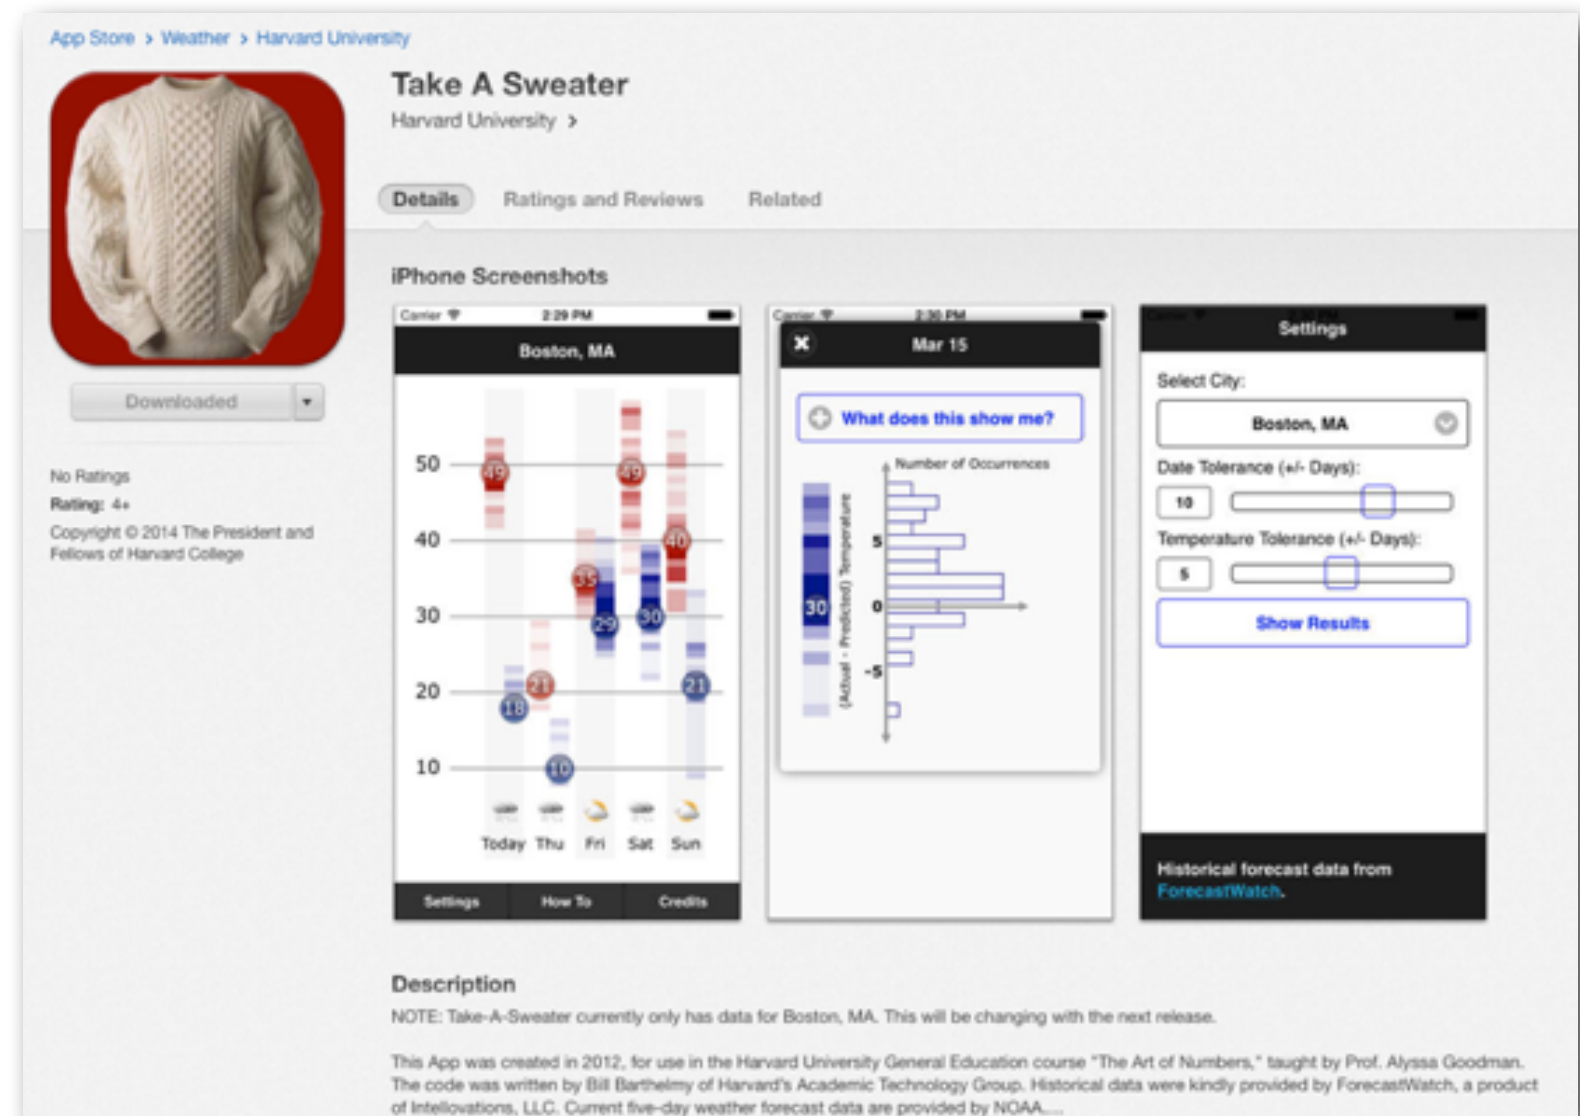 App Store > Weather > Harvard University
Take A Sweater
Harvard University >
Details Ratings and Reviews Related
Downloaded
No Ratings
Rating: 4+
Copyright © 2014 The President and
Fellows of Harvard College
iPhone Screenshots
Carrier 2:29 PM
Boston, MA
50
40
30
20
10
49
18
21
10
35
29
49
30
40
21
Today Thu Fri Sat Sun
Settings How To Credits
Carrier 2:30 PM
Mar 15
What does this show me?
Number of Occurrences
(Actual - Predicted) Temperature
30
5
0
-5
Settings
Select City:
Boston, MA
Date Tolerance (+/- Days):
10
Temperature Tolerance (+/- Days):
5
Show Results
Historical forecast data from
ForecastWatch.
Description
NOTE: Take-A-Sweater currently only has data for Boston, MA. This will be changing with the next release.
This App was created in 2012, for use in the Harvard University General Education course "The Art of Numbers," taught by Prof. Alyssa Goodman.
The code was written by Bill Barthelmy of Harvard's Academic Technology Group. Historical data were kindly provided by ForecastWatch, a product
of Intellovations, LLC. Current five-day weather forecast data are provided by NOAA....